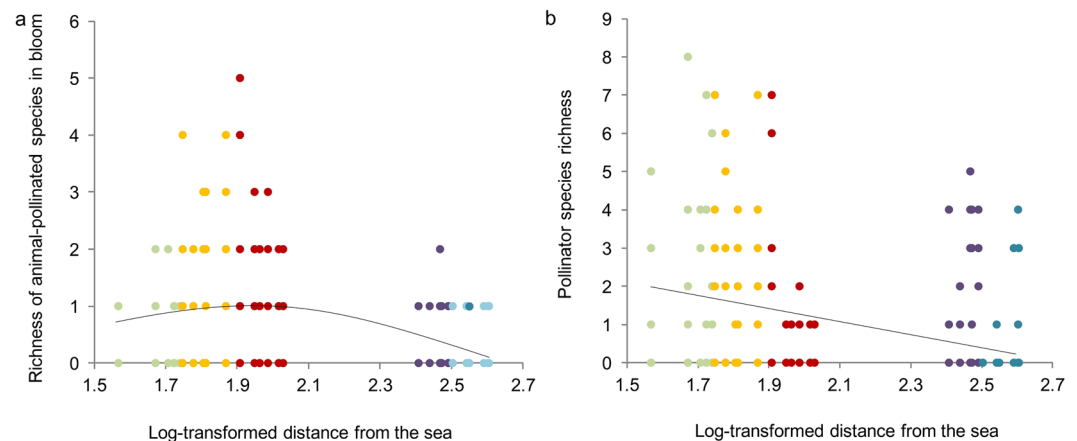 a
Richness of animal-pollinated species in bloom
6
5
4
3
2
1
0
1.5 1.7 1.9 2.1 2.3 2.5 2.7
Log-transformed distance from the sea
b
Pollinator species richness
9
8
7
6
5
4
3
2
1
0
1.5 1.7 1.9 2.1 2.3 2.5 2.7
Log-transformed distance from the sea